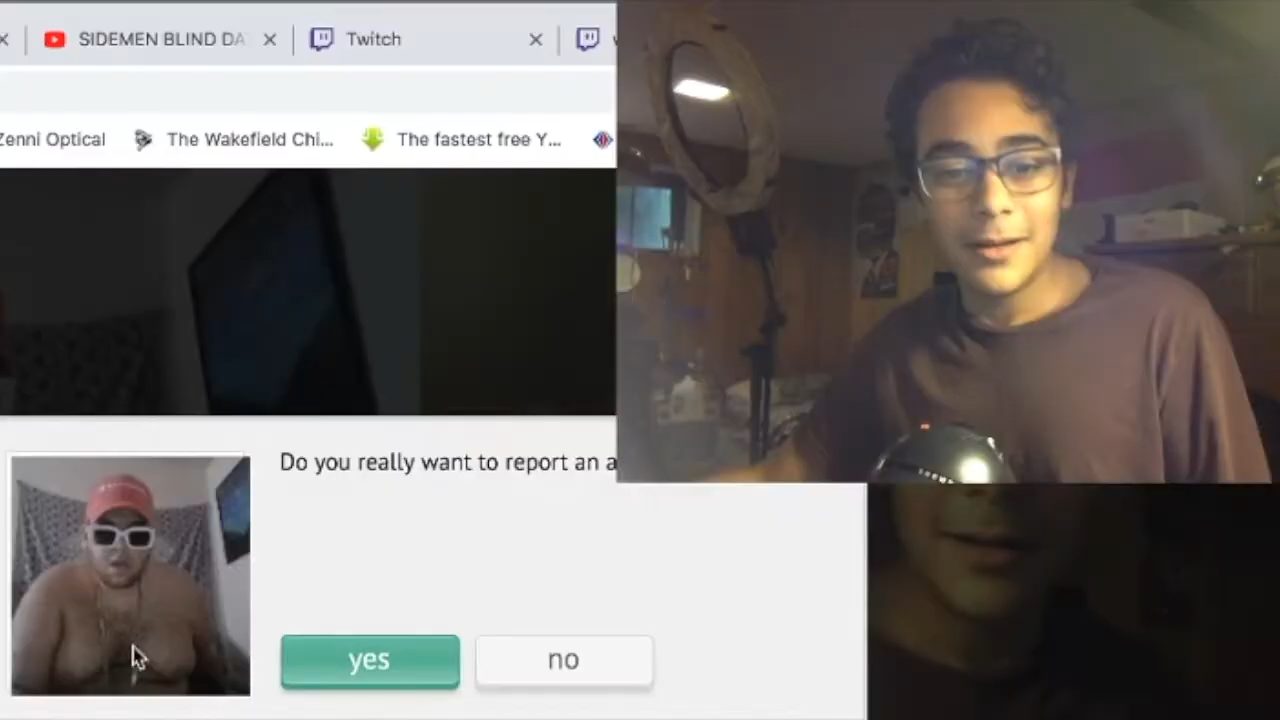 SIDEMEN BLIND DA
Twitch
Zenni Optical
The Wakefield Chi...
The fastest free Y...
Do you really want to report an a
yes
no